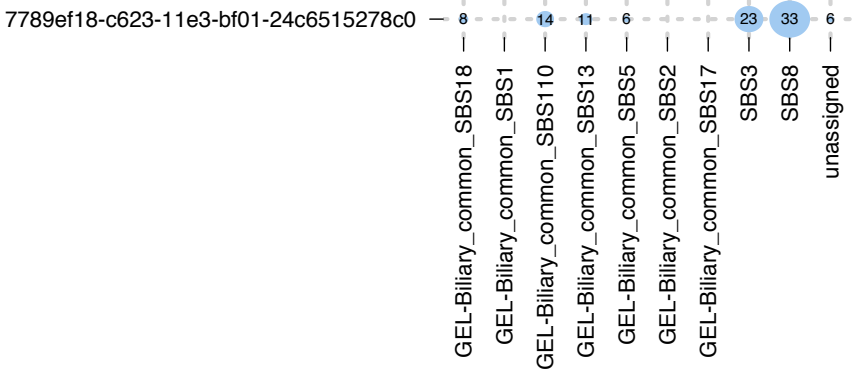 7789ef18-c623-11e3-bf01-24c6515278c0
8
14
11
6
23
33
6
GEL-Biliary_common_SBS18
GEL-Biliary_common_SBS1
GEL-Biliary_common_SBS110
GEL-Biliary_common_SBS13
GEL-Biliary_common_SBS5
GEL-Biliary_common_SBS2
GEL-Biliary_common_SBS17
SBS3
SBS8
unassigned